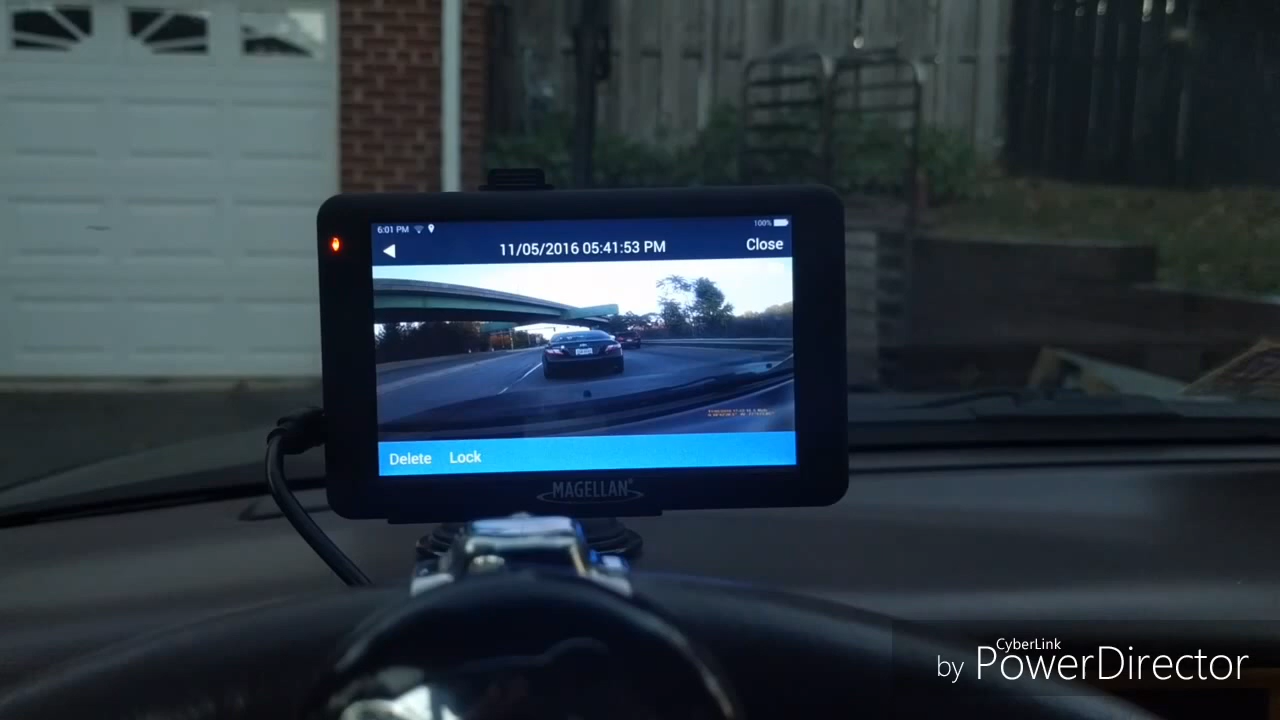 6:01 PM
100%
11/05/2016 05:41:53 PM
Close
Delete Lock
MAGELLAN®
CyberLink
by PowerDirector